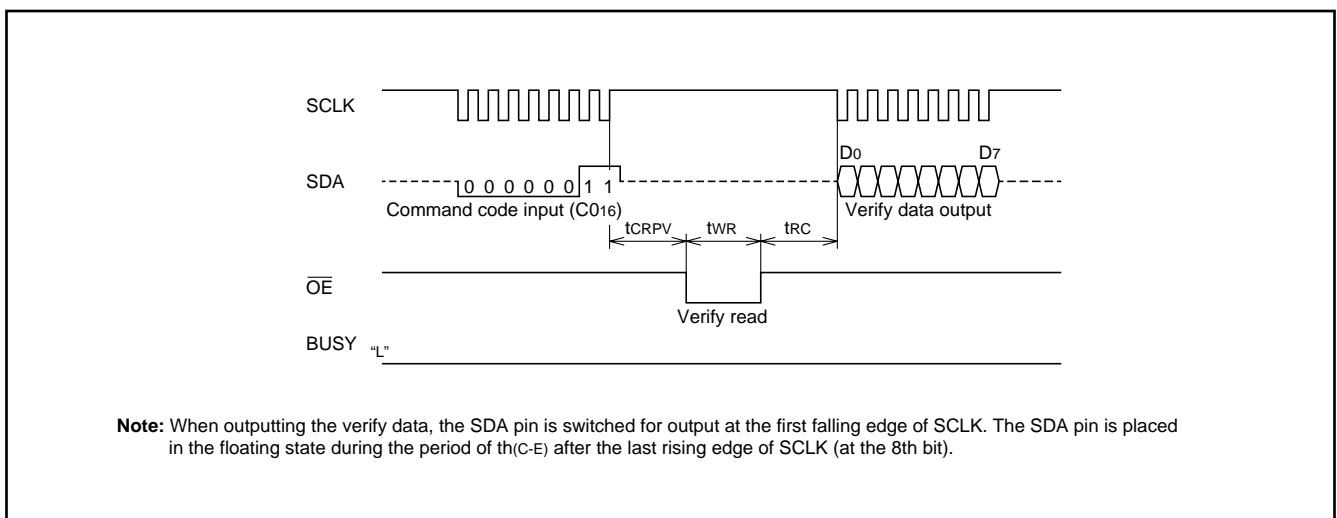 SCLK
D0 D7
SDA 0 0 0 0 0 0 1 1
Command code input (C016) Verify data output
tCRPV tWR tRC
OE
Verify read
BUSY “L”
Note: When outputting the verify data, the SDA pin is switched for output at the first falling edge of SCLK. The SDA pin is placed
in the floating state during the period of th(C-E) after the last rising edge of SCLK (at the 8th bit).